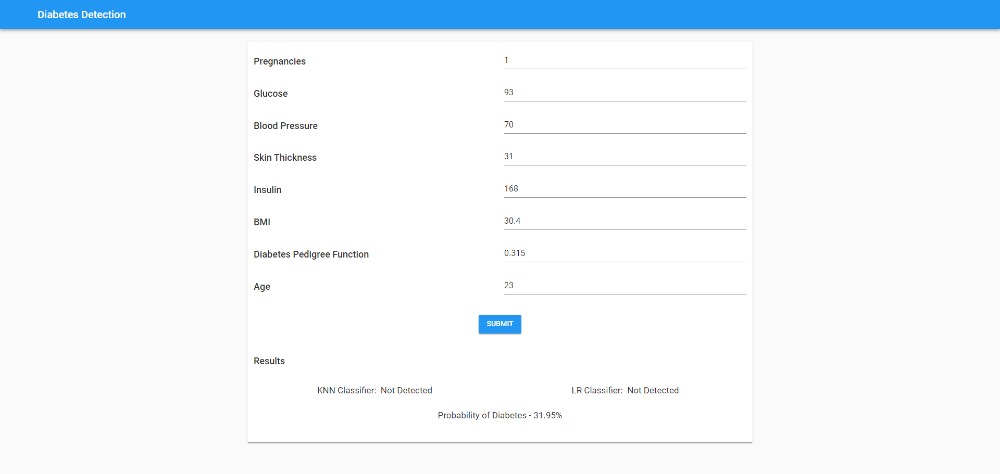 Diabetes Detection
Pregnancies 1
Glucose 93
Blood Pressure 70
Skin Thickness 31
Insulin 168
BMI 30.4
Diabetes Pedigree Function 0.315
Age 23
SUBMIT
Results
KNN Classifier: Not Detected LR Classifier: Not Detected
Probability of Diabetes - 31.95%